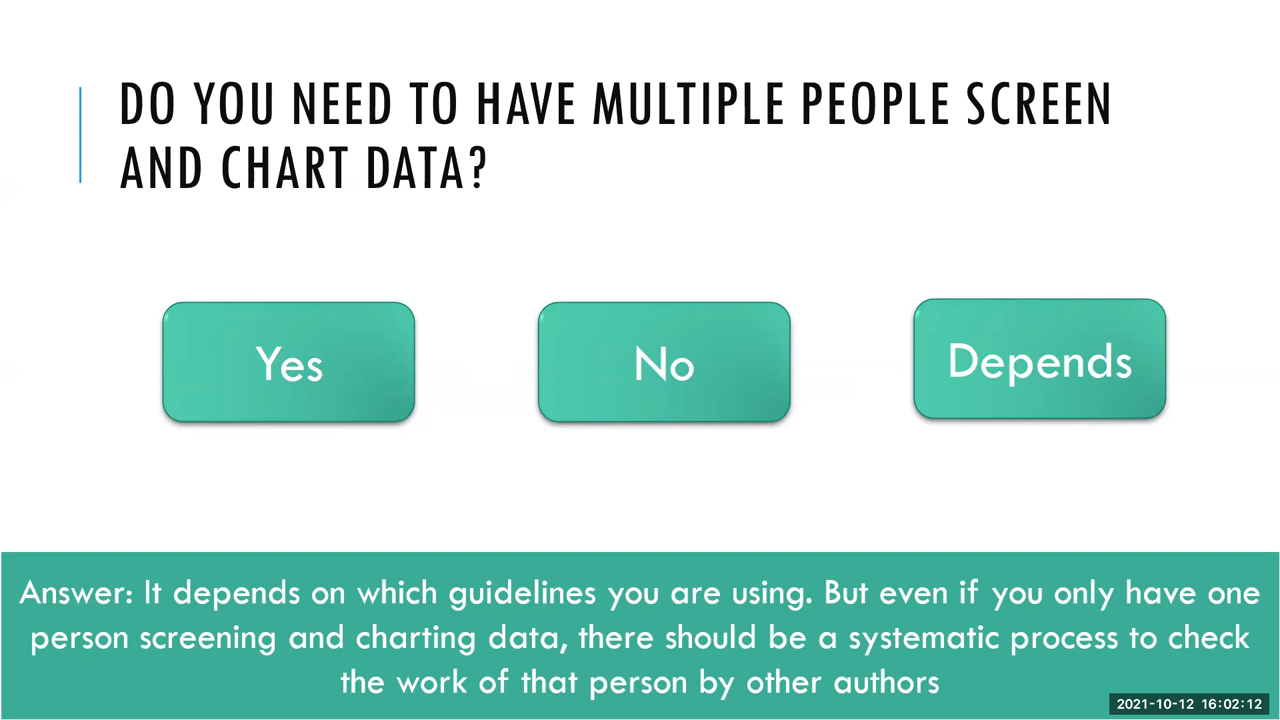 DO YOU NEED TO HAVE MULTIPLE PEOPLE SCREEN
AND CHART DATA?
Yes
No
Depends
Answer: It depends on which guidelines you are using. But even if you only have one
person screening and charting data, there should be a systematic process to check
the work of that person by other authors
2021-10-12 16:02:12